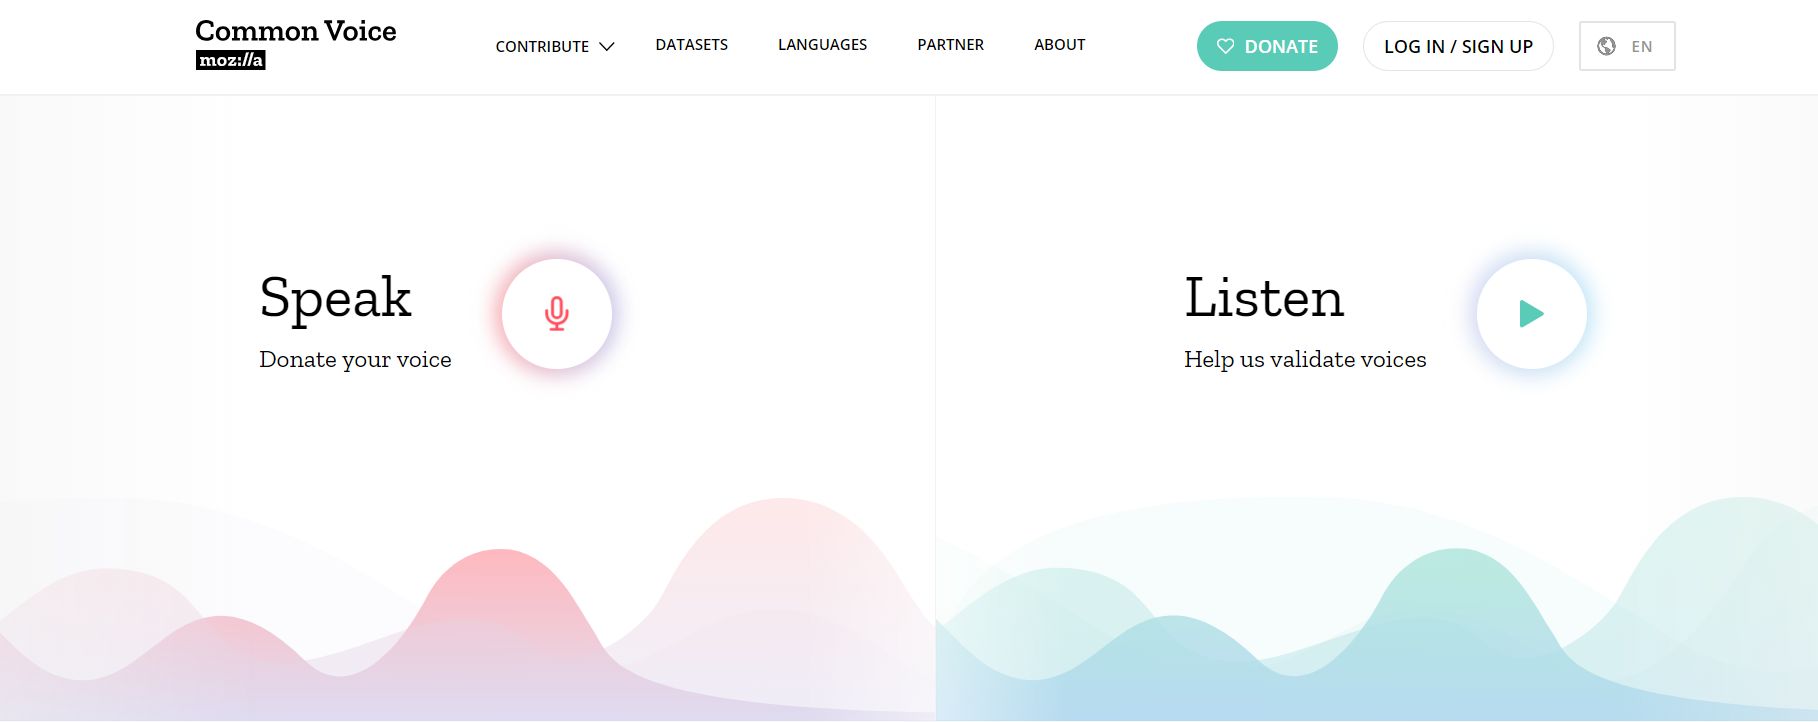 Common Voice
moz://a
CONTRIBUTE
DATASETS
LANGUAGES
PARTNER
ABOUT
DONATE
LOG IN / SIGN UP
EN
Speak
Donate your voice
Listen
Help us validate voices